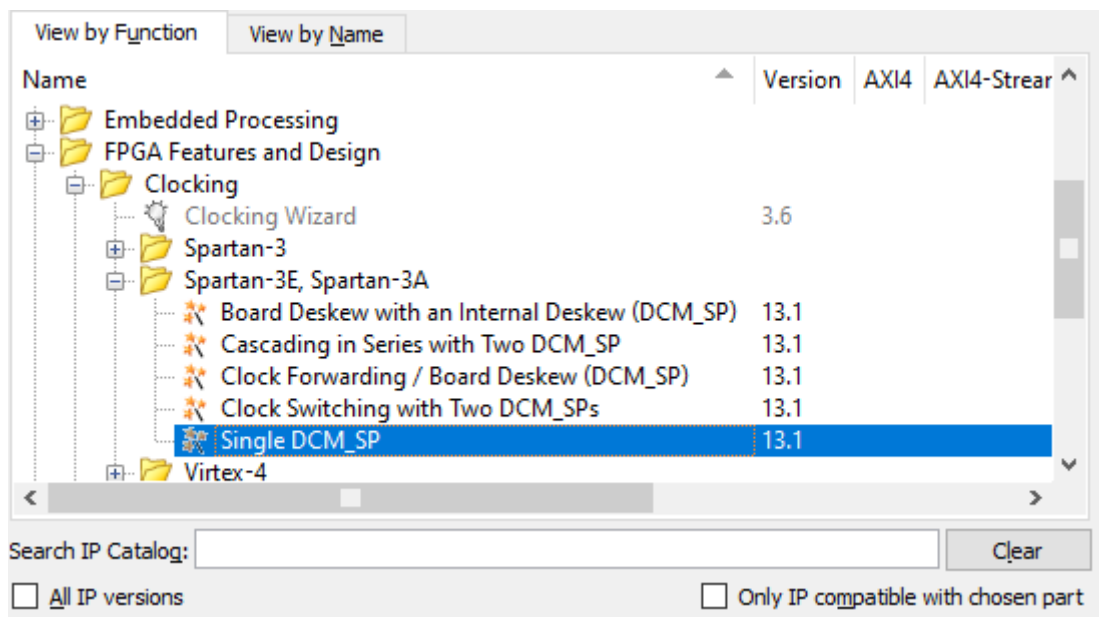 View by Function View by Name
Name Version AXI4 AXI4-Strear
Embedded Processing
FPGA Features and Design
Clocking
Clocking Wizard 3.6
Spartan-3
Spartan-3E, Spartan-3A
Board Deskew with an Internal Deskew (DCM_SP) 13.1
Cascading in Series with Two DCM_SP 13.1
Clock Forwarding / Board Deskew (DCM_SP) 13.1
Clock Switching with Two DCM_SPs 13.1
Single DCM_SP 13.1
Virtex-4
Search IP Catalog: Clear
All IP versions Only IP compatible with chosen part